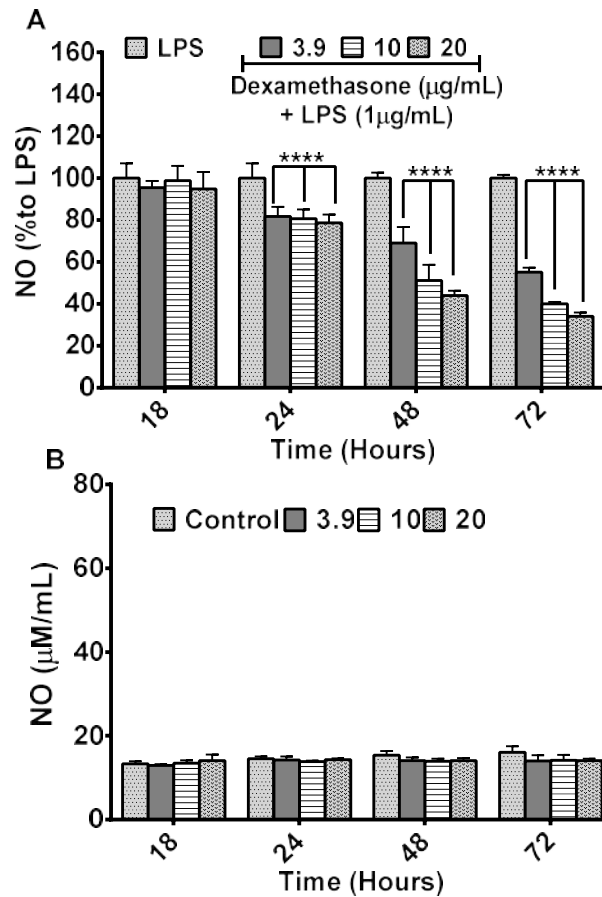 A
LPS 3.9 10 20
Dexamethasone (μg/mL)
+ LPS (1μg/mL)
NO (%to LPS)
160
140
120
100
80
60
40
20
0
**** **** ****
18 24 48 72
Time (Hours)
B
Control 3.9 10 20
NO (μM/mL)
80
60
40
20
0
18 24 48 72
Time (Hours)